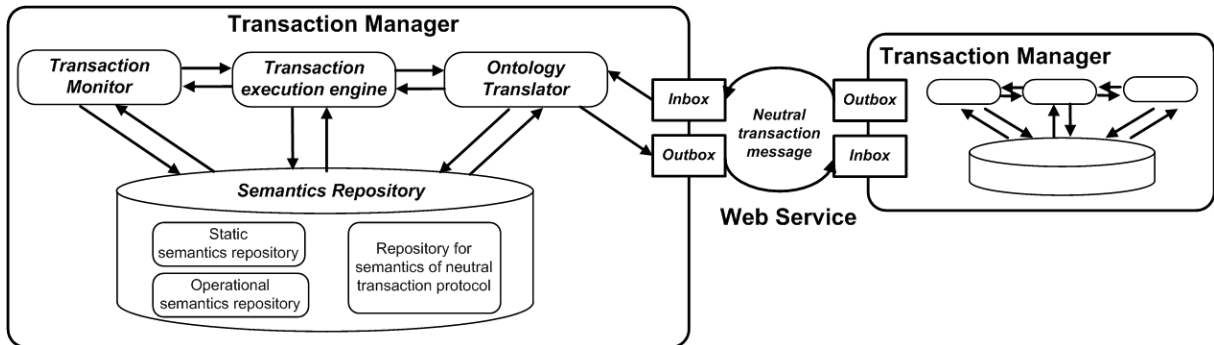 Transaction Manager
Transaction
Monitor
Transaction
execution engine
Ontology
Translator
Inbox
Outbox
Neutral
transaction
message
Outbox
Inbox
Web Service
Transaction Manager
Semantics Repository
Static
semantics repository
Operational
semantics repository
Repository for
semantics of neutral
transaction protocol